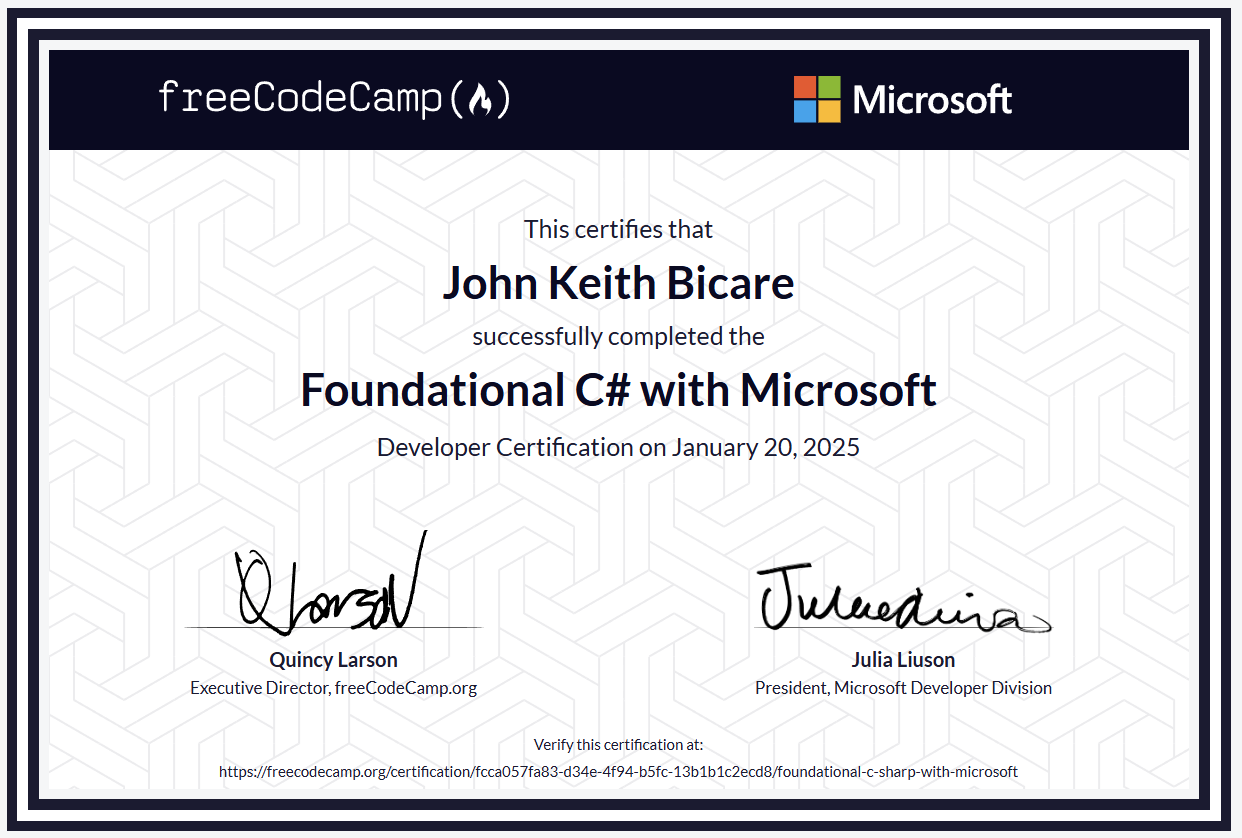 freeCodeCamp(🔥)
Microsoft
This certifies that
John Keith Bicare
successfully completed the
Foundational C# with Microsoft
Developer Certification on January 20, 2025
QLarson
Quincy Larson
Executive Director, freeCodeCamp.org
Julia Liuson
President, Microsoft Developer Division
Verify this certification at:
https://freecodecamp.org/certification/fcca057fa83-d34e-4f94-b5fc-13b1b1c2ecd8/foundational-c-sharp-with-microsoft